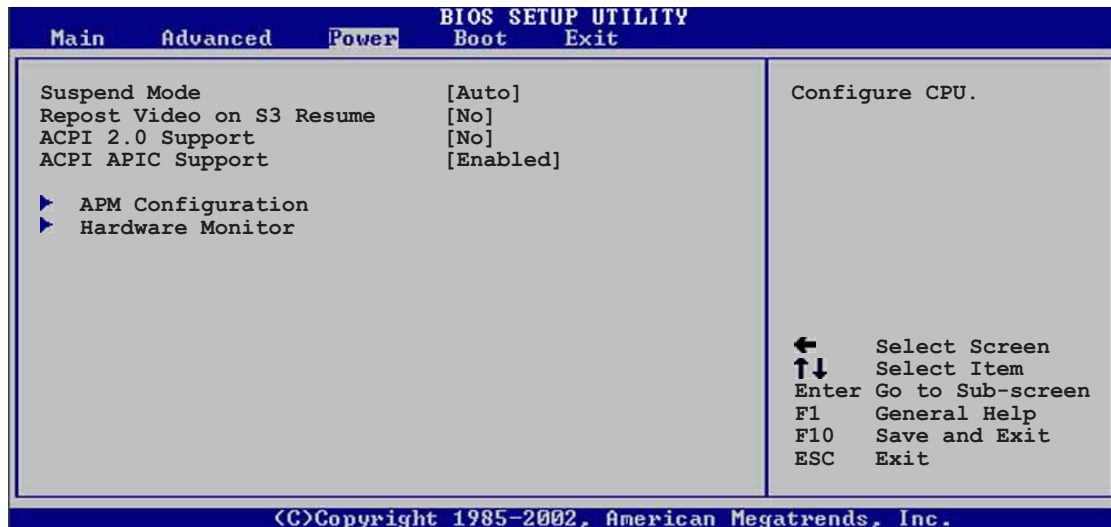 BIOS SETUP UTILITY
Main Advanced Power Boot Exit
Suspend Mode [Auto]
Repost Video on S3 Resume [No]
ACPI 2.0 Support [No]
ACPI APIC Support [Enabled]
APM Configuration
Hardware Monitor
Configure CPU.
← Select Screen
↑↓ Select Item
Enter Go to Sub-screen
F1 General Help
F10 Save and Exit
ESC Exit
(C)Copyright 1985-2002, American Megatrends, Inc.